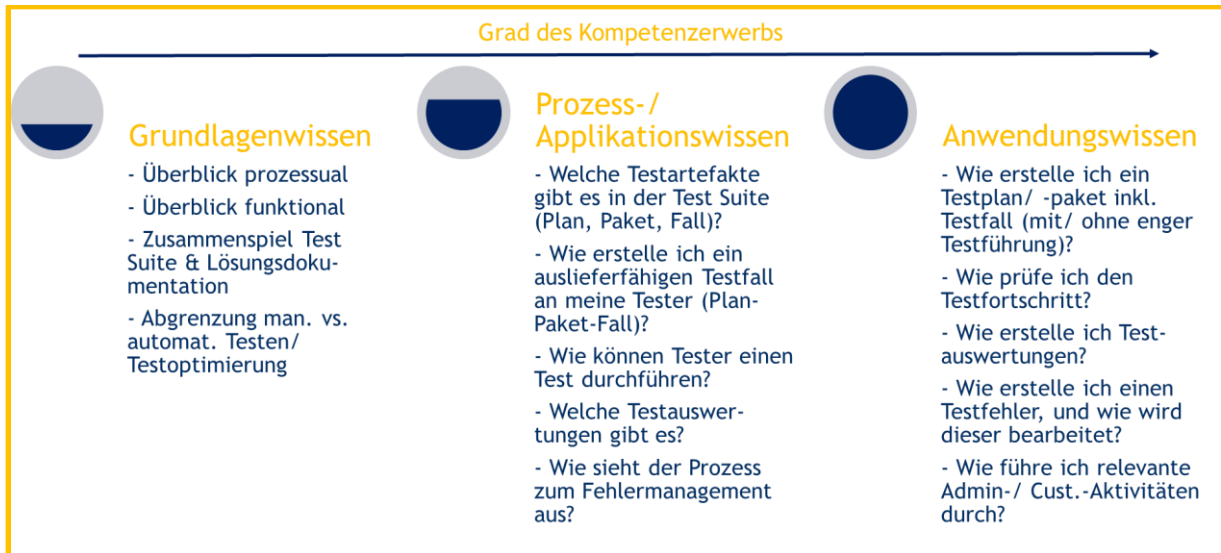 Grad des Kompetenzerwerbs
Grundlagenwissen
- Überblick prozessual
- Überblick funktional
- Zusammenspiel Test
Suite & Lösungsdoku-
mentation
- Abgrenzung man. vs.
automat. Testen/
Testoptimierung
Prozess-/
Applikationswissen
- Welche Testartefakte
gibt es in der Test Suite
(Plan, Paket, Fall)?
- Wie erstelle ich ein
auslieferfähigen Testfall
an meine Tester (Plan-
Paket-Fall)?
- Wie können Tester einen
Test durchführen?
- Welche Testauswer-
tungen gibt es?
- Wie sieht der Prozess
zum Fehlermanagement
aus?
Anwendungswissen
- Wie erstelle ich ein
Testplan/ -paket inkl.
Testfall (mit/ ohne enger
Testführung)?
- Wie prüfe ich den
Testfortschritt?
- Wie erstelle ich Test-
auswertungen?
- Wie erstelle ich einen
Testfehler, und wie wird
dieser bearbeitet?
- Wie führe ich relevante
Admin-/ Cust.-Aktivitäten
durch?